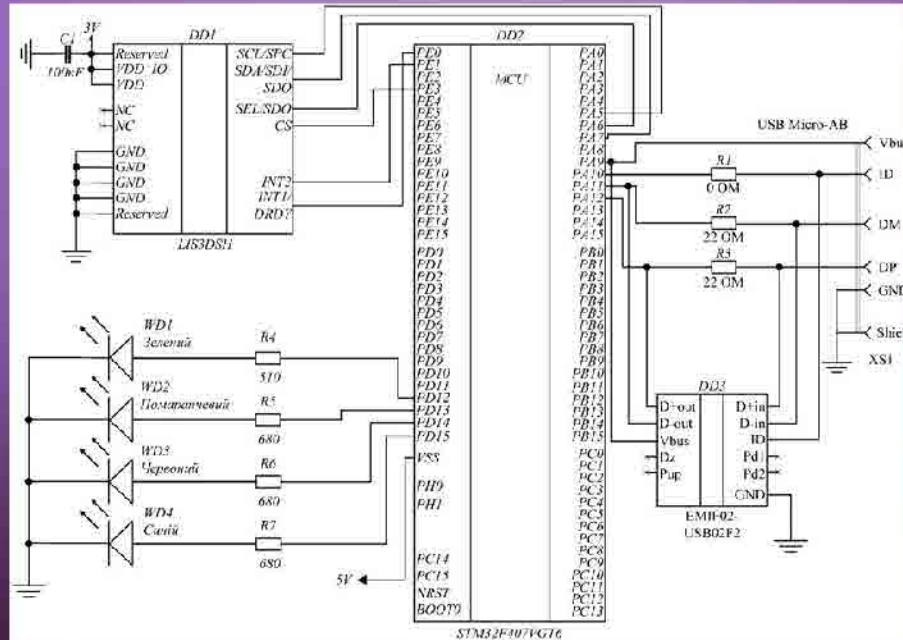 C1
3V
100нФ
DD1
Reserved
VDD IO
VDD
NC
NC
GND
GND
GND
GND
Reserved
SCL/SPC
SDA/SDI/
SDO
SEL/SDO
CS
INT2
INT1/
LIS3DSH
DD2
MCU
PE0
PE1
PE2
PE3
PE4
PE5
PE6
PE7
PE8
PE9
PE10
PE11
PE12
PE13
PE14
PE15
PD0
PD1
PD2
PD3
PD4
PD5
PD6
PD7
PD8
PD9
PD10
PD11
PD12
PD13
PD14
PD15
VSS
PH0
PH1
PC14
PC15
NRST
BOOT0
PA0
PA1
PA2
PA3
PA4
PA5
PA6
PA7
PA8
PA9
PA10
PA11
PA12
PA13
PA14
PA15
PB0
PB1
PB2
PB3
PB4
PB5
PB6
PB7
PB8
PB9
PB10
PB11
PB12
PB13
PB14
PB15
PC0
PC1
PC2
PC3
PC4
PC5
PC6
PC7
PC8
PC9
PC10
PC11
PC12
PC13
STM32F407VGT6
5V
WD1
Зелений
R4
510
WD2
Помаранчевий
R5
680
WD3
Червоний
R6
680
WD4
Синій
R7
680
USB Micro-AB
Vbu
ID
DM
DP
GND
Shie
XS1
R1
0 ОМ
R2
22 ОМ
R3
22 ОМ
DD3
D+out
D-out
Vbus
Dz
Pup
D+in
D-in
ID
Pd1
Pd2
GND
EMIF02-
USB02F2